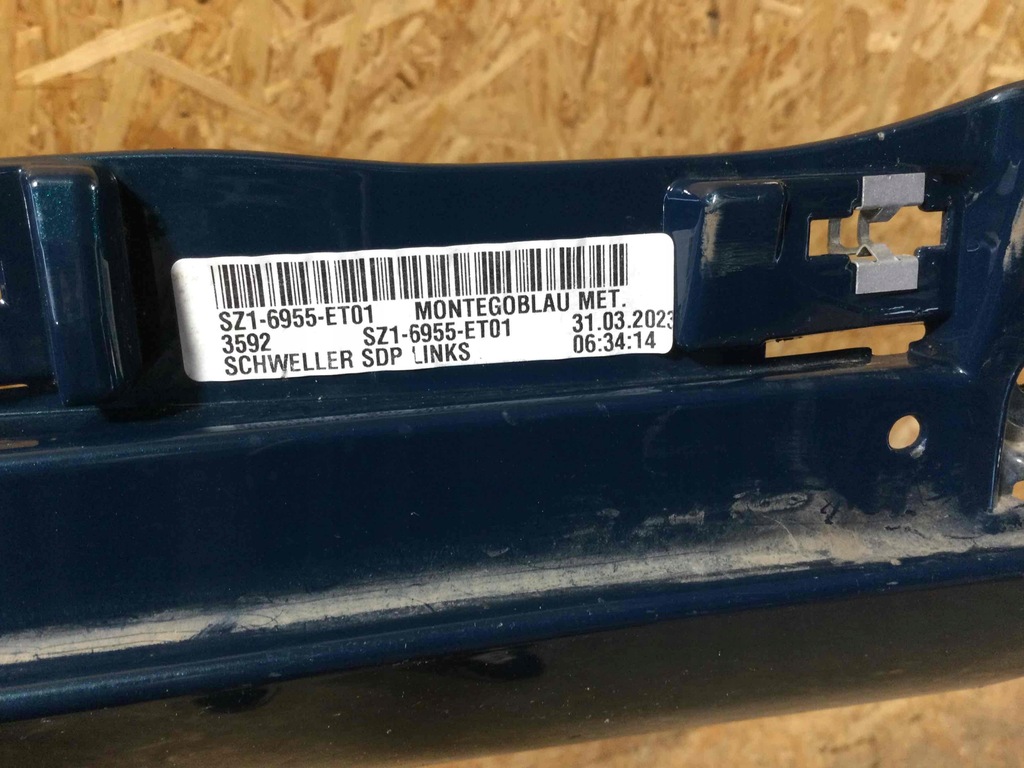 SZ1-6955-ET01 MONTEGOBLAU MET.
3592 SZ1-6955-ET01 31.03.2023
SCHWELLER SDP LINKS 06:34:14